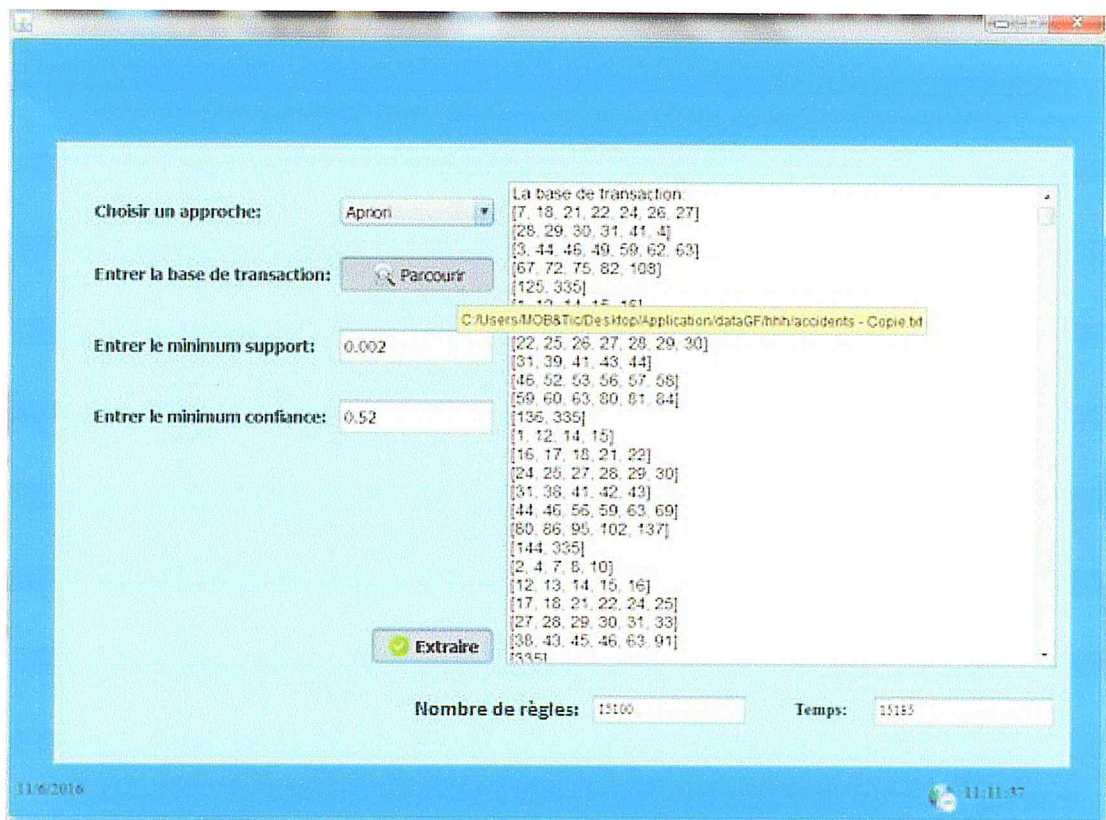 Choisir un approche:
Apriori
Entrer la base de transaction:
Parcourir
Entrer le minimum support:
0.002
Entrer le minimum confiance:
0.52
Extraire
La base de transaction:
[7, 18, 21, 22, 24, 26, 27]
[28, 29, 30, 31, 41, 4]
[3, 44, 46, 49, 59, 62, 63]
[67, 72, 75, 82, 108]
[125, 335]
[1, 12, 14, 15, 16]
C:/Users/MOB&Tic/Desktop/Application/dataGF/hhh/accidents - Copie.txt
[22, 25, 26, 27, 28, 29, 30]
[31, 39, 41, 43, 44]
[46, 52, 53, 56, 57, 58]
[59, 60, 63, 80, 81, 84]
[136, 335]
[1, 12, 14, 15]
[16, 17, 18, 21, 22]
[24, 25, 27, 28, 29, 30]
[31, 38, 41, 42, 43]
[44, 46, 56, 59, 63, 69]
[80, 86, 95, 102, 137]
[144, 335]
[2, 4, 7, 8, 10]
[12, 13, 14, 15, 16]
[17, 18, 21, 22, 24, 25]
[27, 28, 29, 30, 31, 33]
[38, 43, 45, 46, 63, 91]
[335]
Nombre de règles: 15100
Temps: 15185
11/6/2016
11:11:37